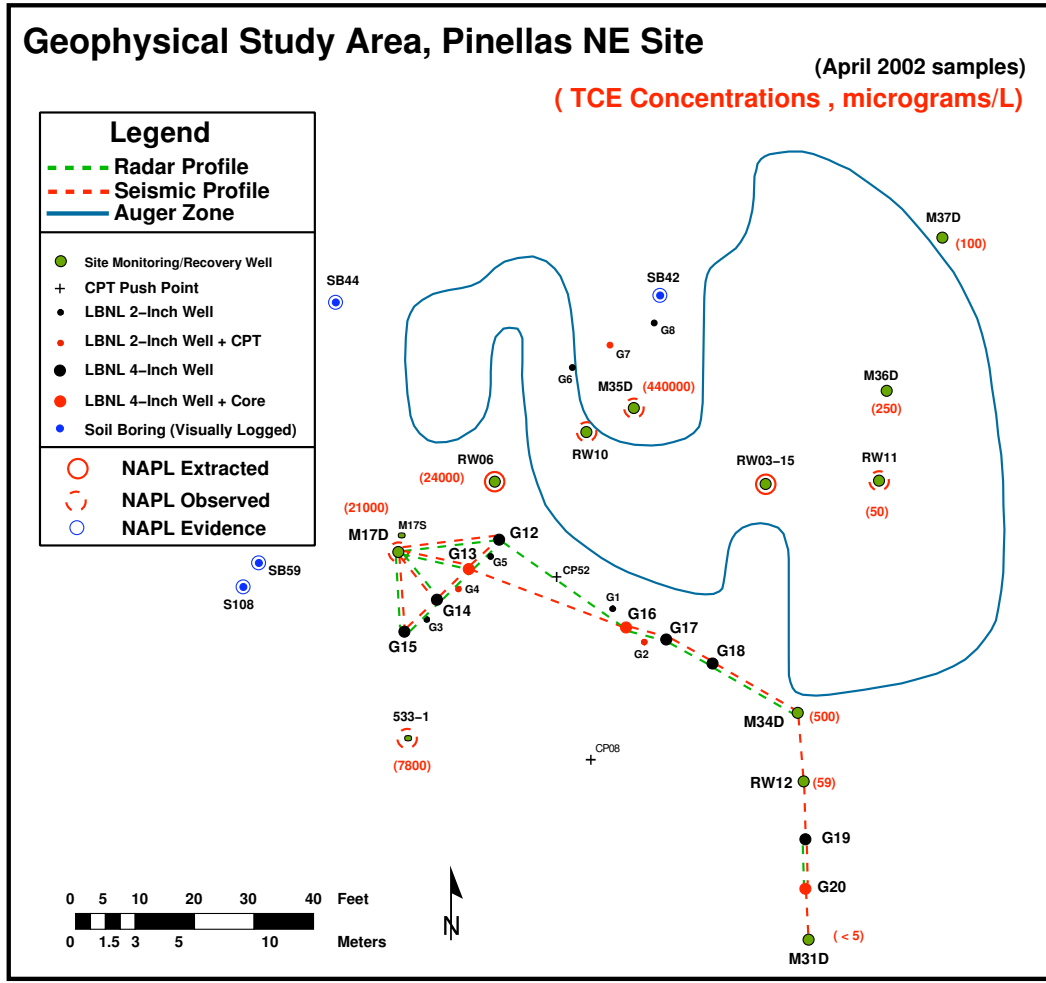 Geophysical Study Area, Pinellas NE Site
(April 2002 samples)
( TCE Concentrations , micrograms/L)
Legend
Radar Profile
Seismic Profile
Auger Zone
Site Monitoring/Recovery Well
CPT Push Point
LBNL 2−Inch Well
LBNL 2−Inch Well + CPT
LBNL 4−Inch Well
LBNL 4−Inch Well + Core
Soil Boring (Visually Logged)
NAPL Extracted
NAPL Observed
NAPL Evidence
M37D
(100)
SB44
SB42
G8
G7
G6
M35D
(440000)
M36D
(250)
RW10
RW06
(24000)
RW03−15
RW11
(50)
(21000)
M17S
M17D
G12
G13
G5
CP52
SB59
S108
G4
G14
G3
G15
G1
G16
G17
G2
G18
533−1
(7800)
M34D
(500)
CP08
RW12
(59)
G19
G20
( < 5)
M31D
0 5 10 20 30 40 Feet
0 1.5 3 5 10 Meters
N